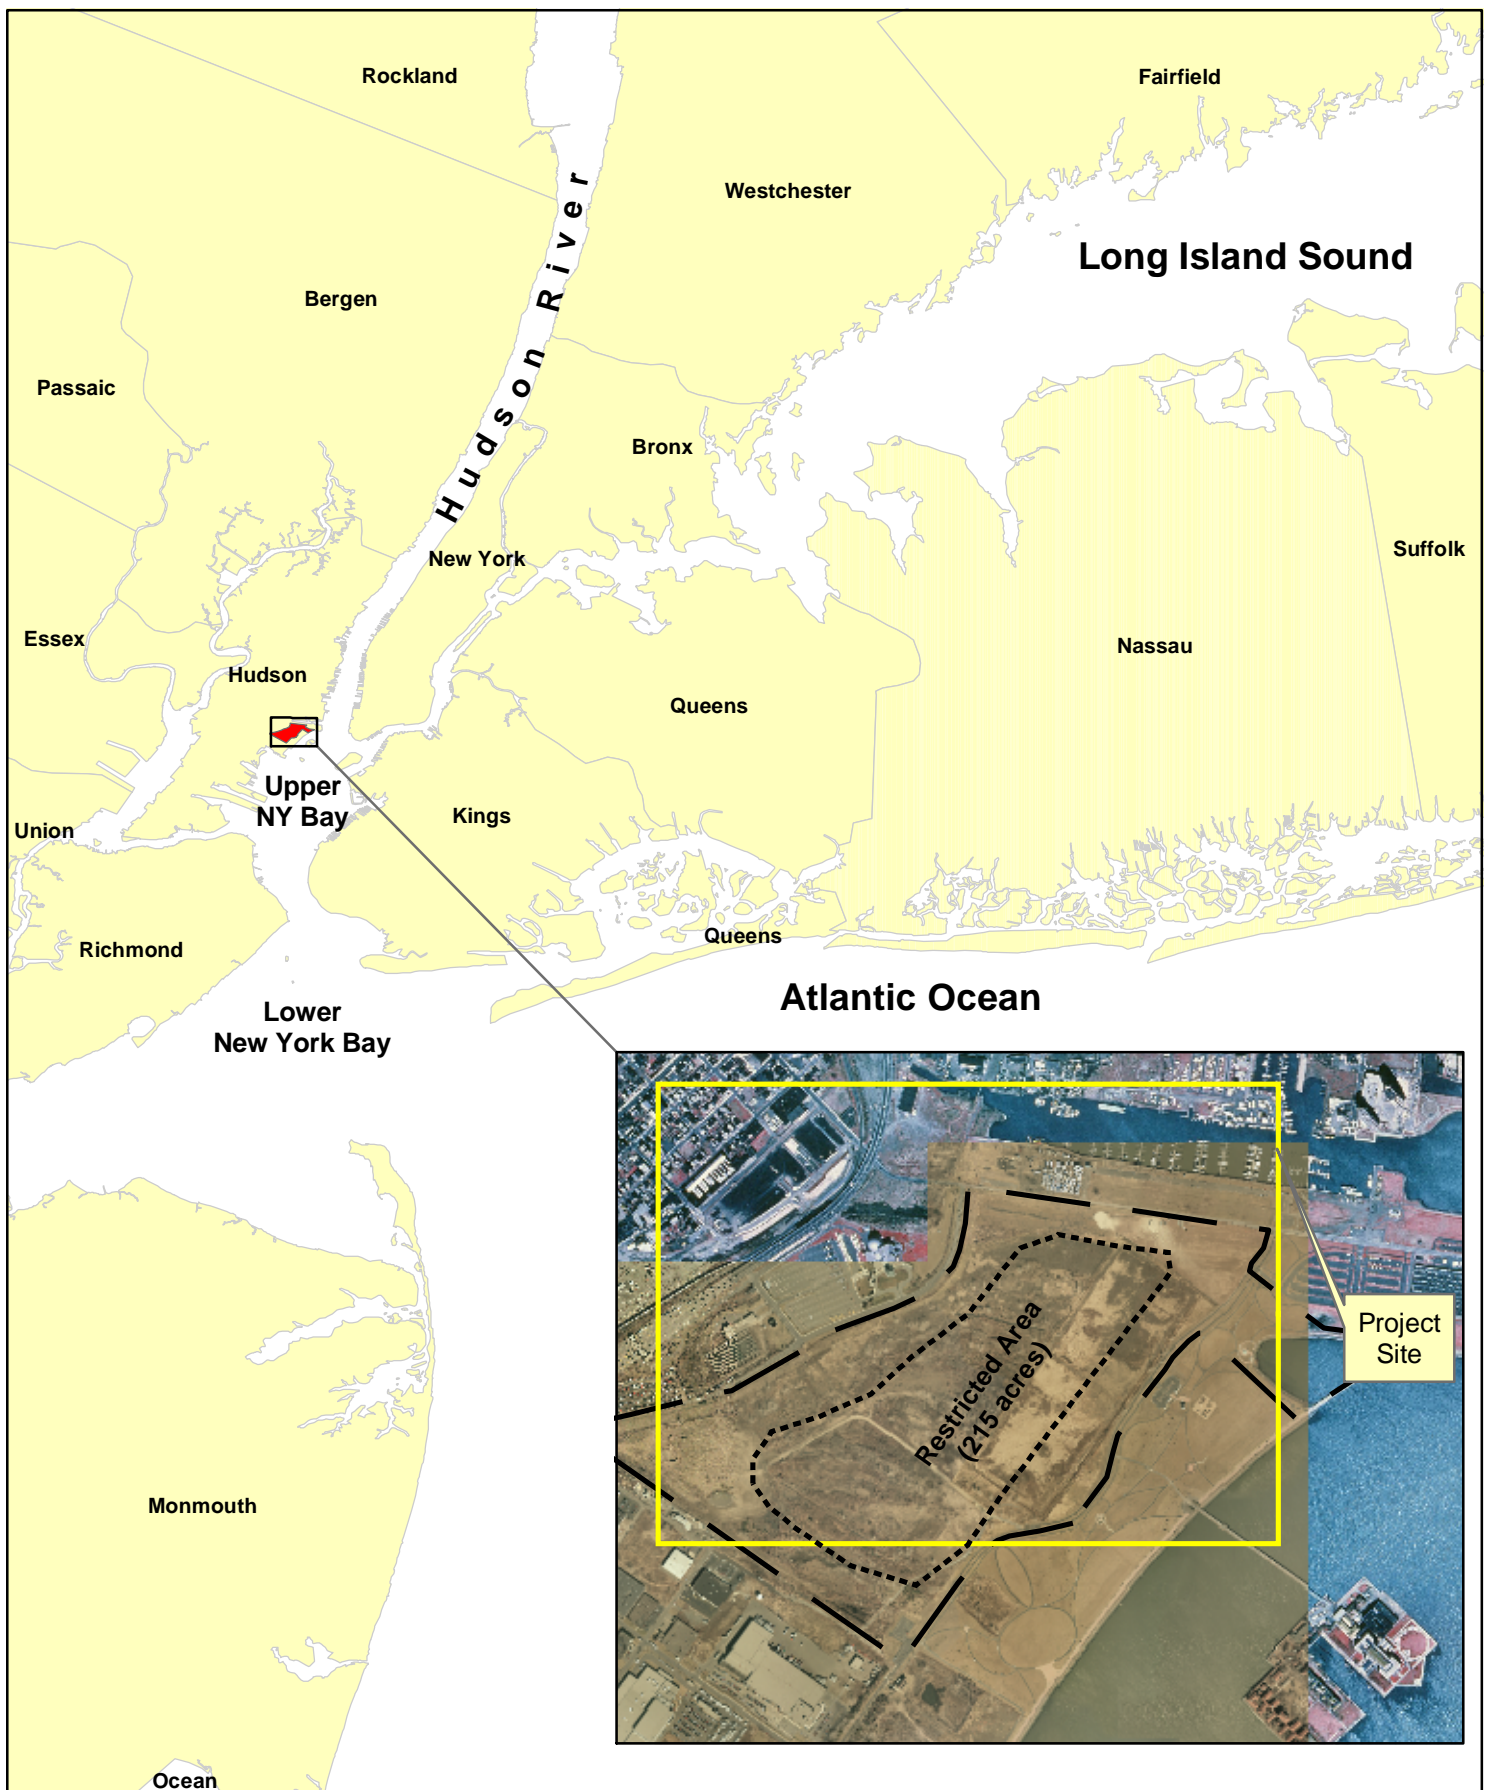 Rockland
Fairfield
Westchester
Hudson River
Long Island Sound
Bergen
Passaic
Bronx
New York
Suffolk
Essex
Nassau
Hudson
Queens
Upper
NY Bay
Kings
Union
Queens
Richmond
Atlantic Ocean
Lower
New York Bay
Restricted Area
(215 acres)
Project
Site
Monmouth
Ocean